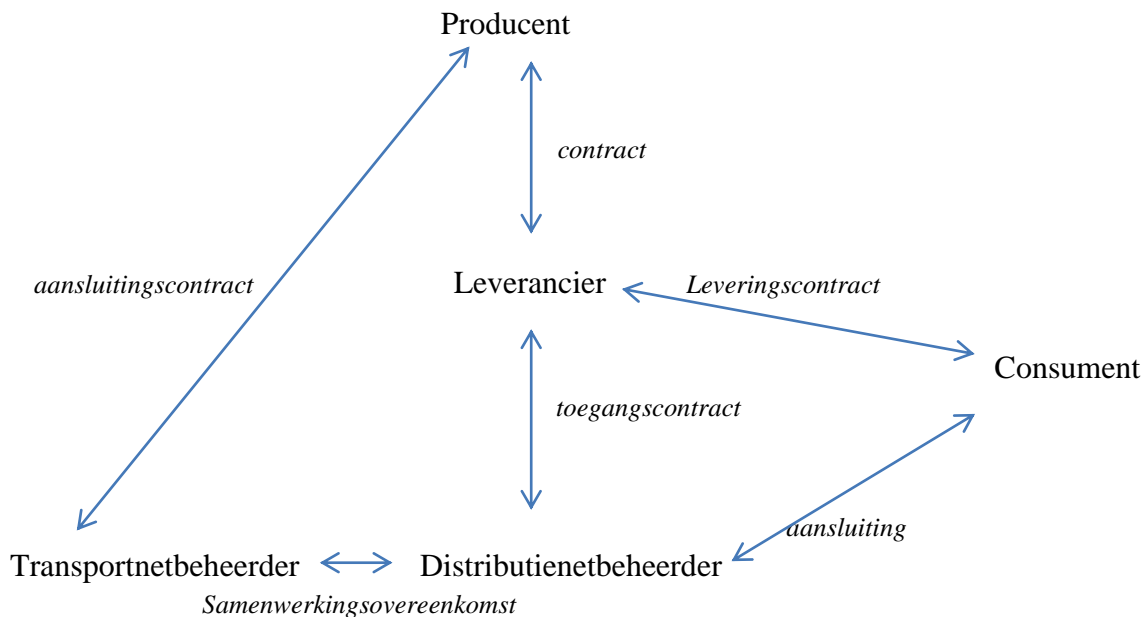 Producent
contract
aansluitingscontract
Leverancier
Leveringscontract
Consument
toegangscontract
aansluiting
Transportnetbeheerder
Distributienetbeheerder
Samenwerkingsovereenkomst